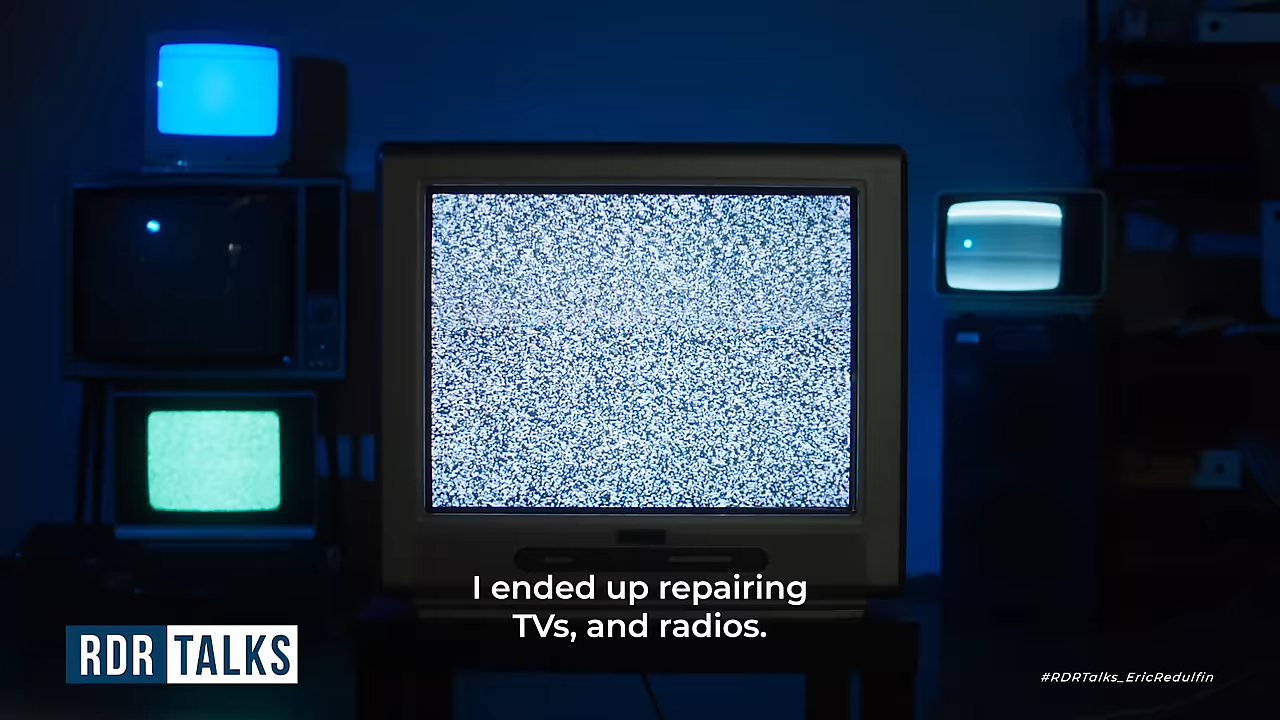 I ended up repairing
TVs, and radios.
RDR TALKS
#RDRTalks_EricRedulfin